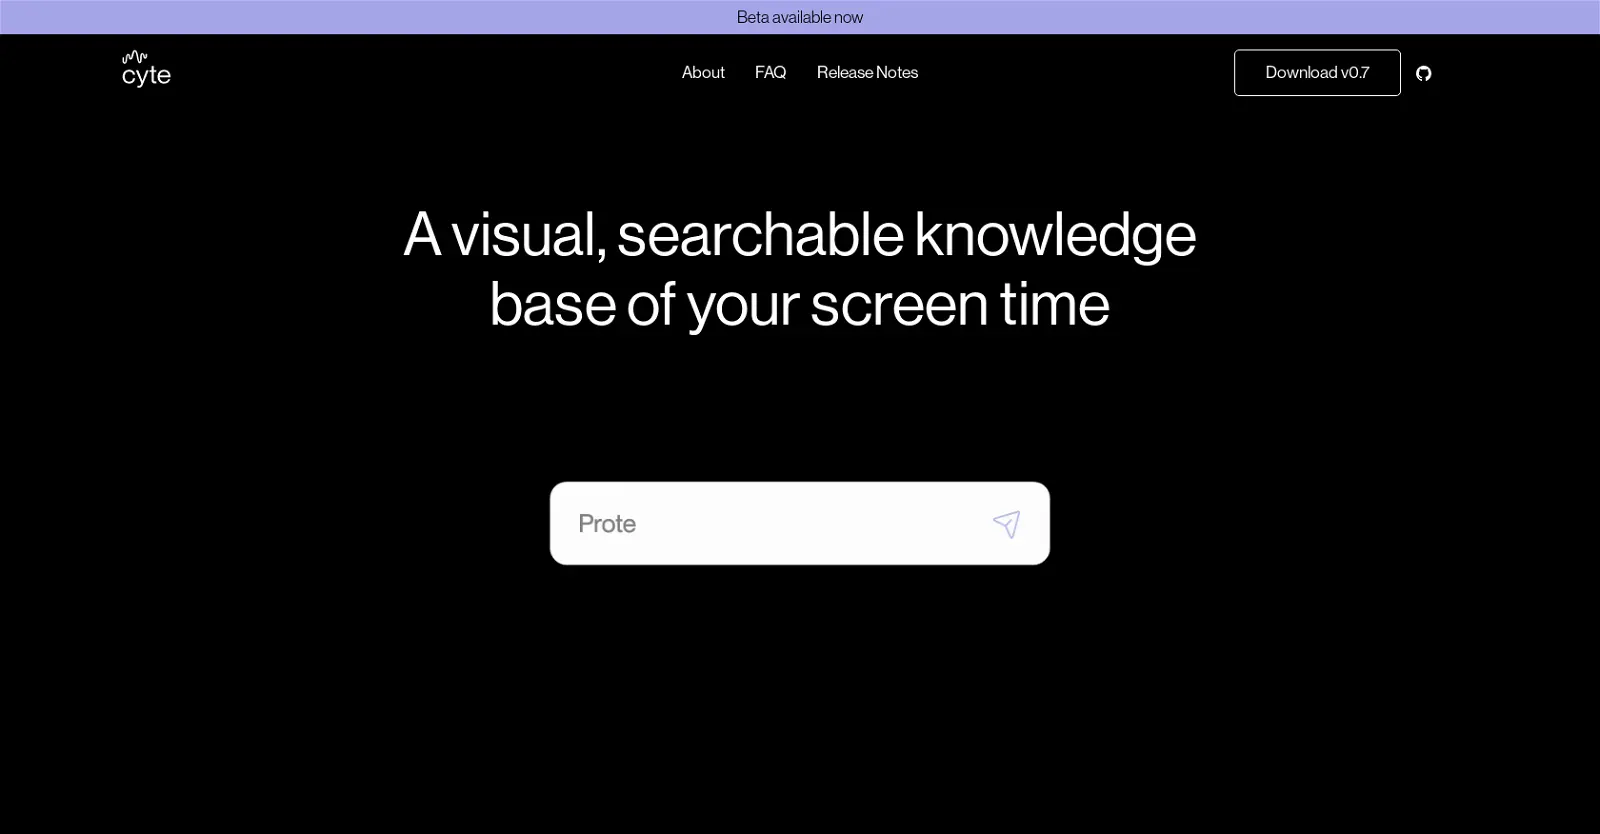 Beta available now
cyte
About
FAQ
Release Notes
Download v0.7
A visual, searchable knowledge
base of your screen time
Prote